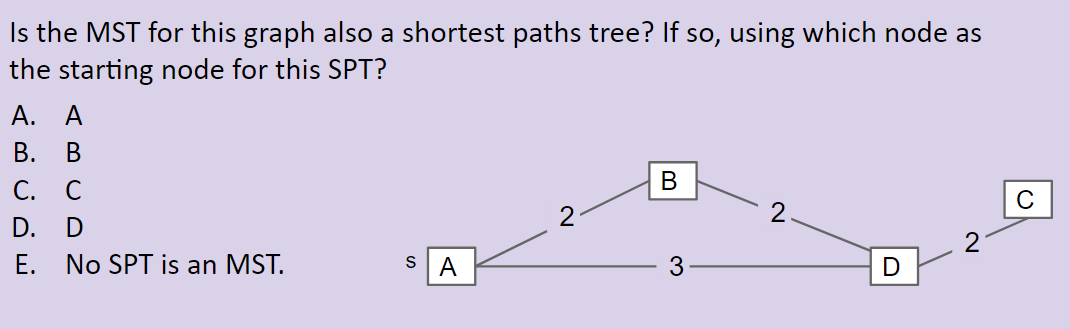 Is the MST for this graph also a shortest paths tree? If so, using which node as
the starting node for this SPT?
A. A
B. B
C. C
D. D
E. No SPT is an MST.
B
C
2
2
2
s
A
3
D